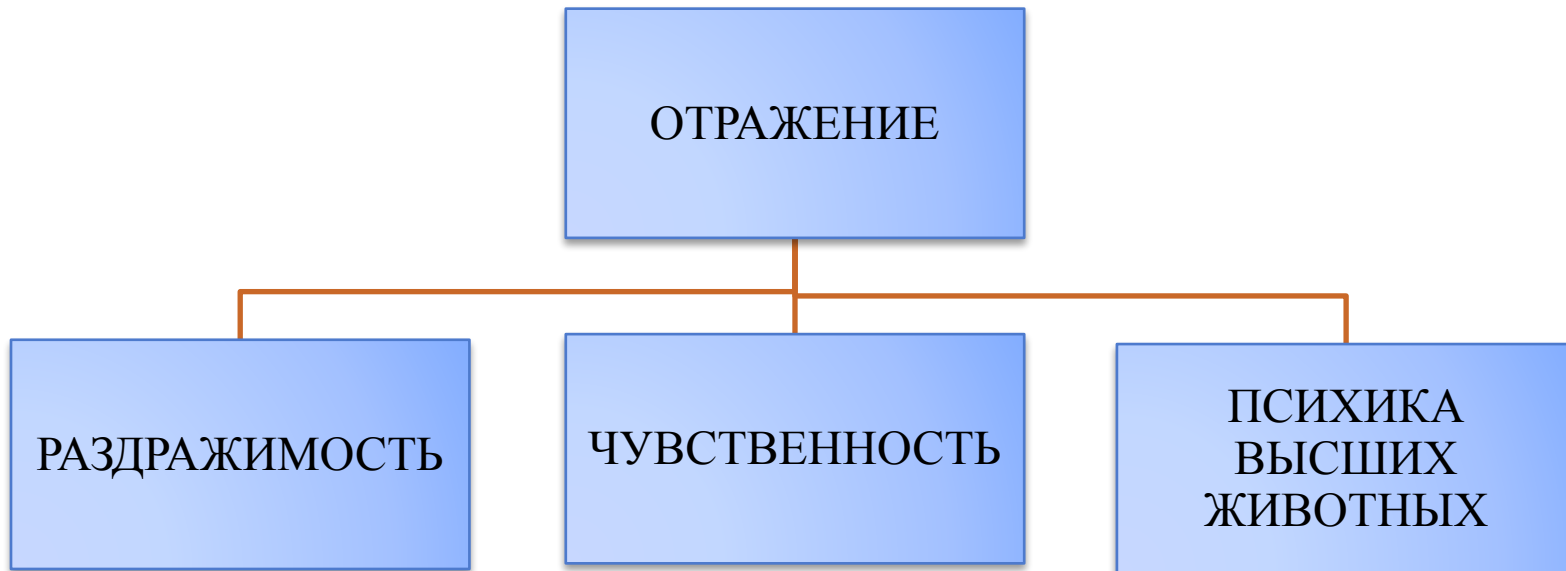 ОТРАЖЕНИЕ
РАЗДРАЖИМОСТЬ
ЧУВСТВЕННОСТЬ
ПСИХИКА
ВЫСШИХ
ЖИВОТНЫХ